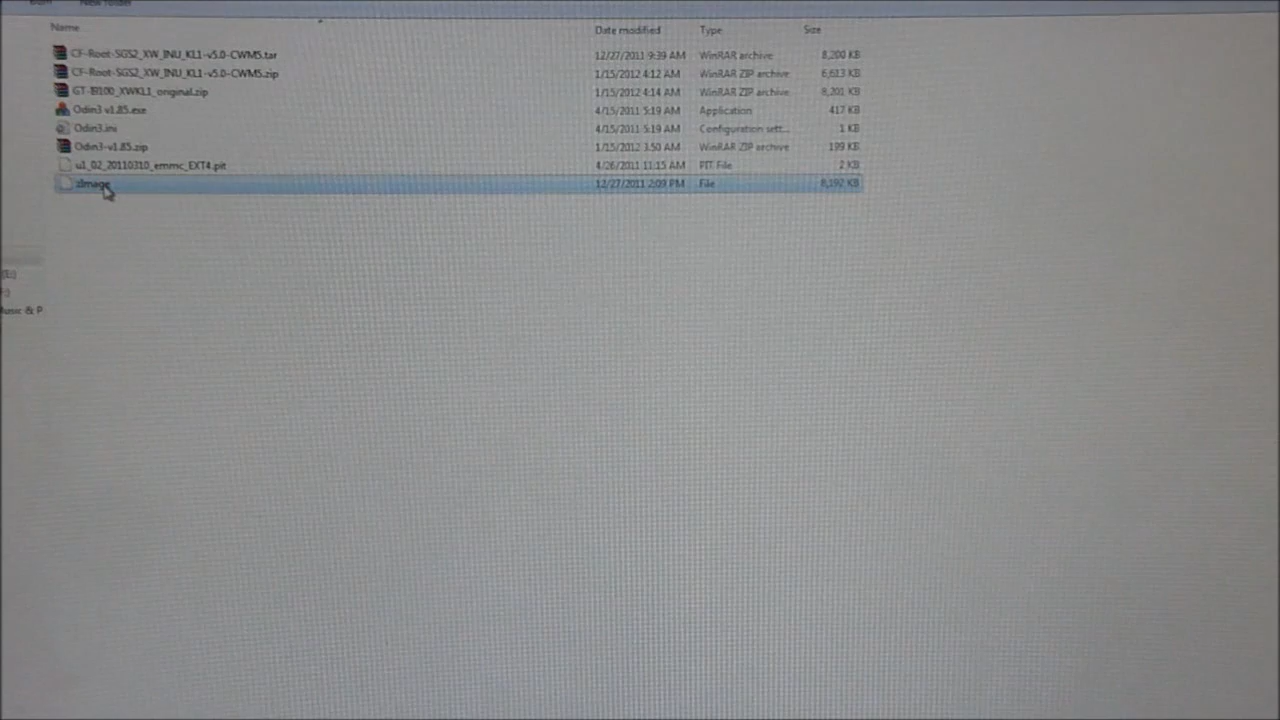 Burn New folder
Name Date modified Type Size
CF-Root-SGS2_XW_INU_KL1-v5.0-CWM5.tar 12/27/2011 9:39 AM WinRAR archive 8,200 KB
CF-Root-SGS2_XW_INU_KL1-v5.0-CWM5.zip 1/15/2012 4:12 AM WinRAR ZIP archive 6,613 KB
GT-I9100_XWKL1_original.zip 1/15/2012 4:14 AM WinRAR ZIP archive 8,201 KB
Odin3 v1.85.exe 4/15/2011 5:19 AM Application 417 KB
Odin3.ini 4/15/2011 5:19 AM Configuration sett... 1 KB
Odin3-v1.85.zip 1/15/2012 3:50 AM WinRAR ZIP archive 199 KB
u1_02_20110310_emmc_EXT4.pit 4/26/2011 11:15 AM PIT File 2 KB
zImage 12/27/2011 2:09 PM File 8,192 KB
(E:)
F:)
Music & P